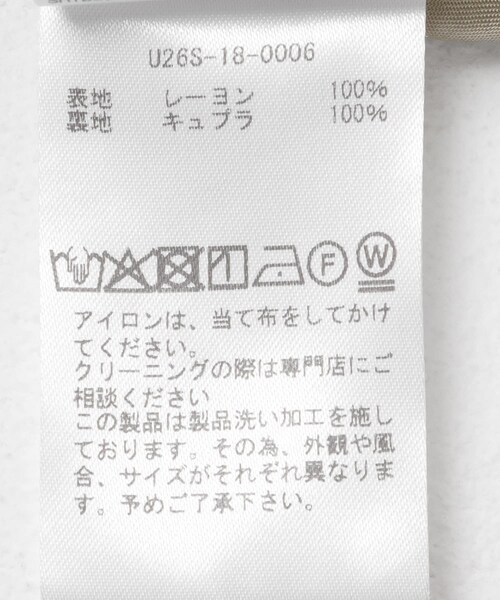 U26S-18-0006
表地 レーヨン 100%
裏地 キュプラ 100%
F W
アイロンは、当て布をしてかけ
てください。
クリーニングの際は専門店にご
相談ください
この製品は製品洗い加工を施し
ております。その為、外観や風
合、サイズがそれぞれ異なりま
す。予めご了承下さい。